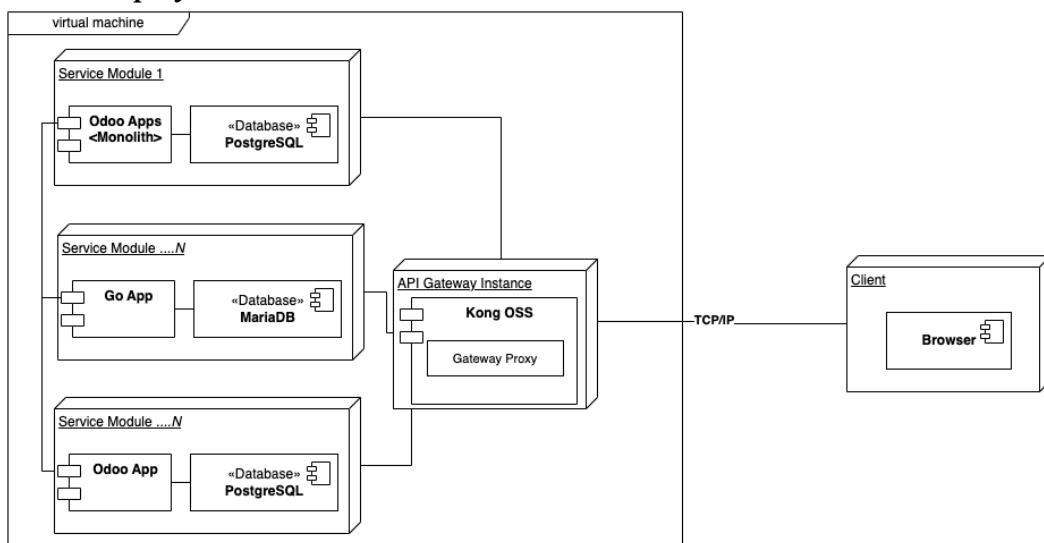 virtual machine
Service Module 1
Odoo Apps
<Monolith>
«Database»
PostgreSQL
Service Module ....N
Go App
«Database»
MariaDB
API Gateway Instance
Kong OSS
Gateway Proxy
TCP/IP
Client
Browser
Service Module ....N
Odoo App
«Database»
PostgreSQL